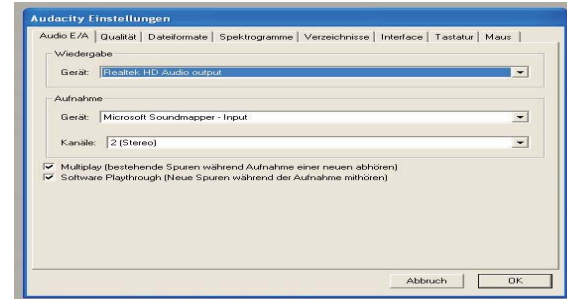 Audacity Einstellungen
Audio E/A | Qualität | Dateiformate | Spektrogramme | Verzeichnisse | Interface | Tastatur | Maus |
Wiedergabe
Gerät: Realtek HD Audio output
Aufnahme
Gerät: Microsoft Soundmapper - Input
Kanäle: 2 (Stereo)
Multiplay (bestehende Spuren während Aufnahme einer neuen abhören)
Software Playthrough (Neue Spuren während der Aufnahme mithören)
Abbruch OK